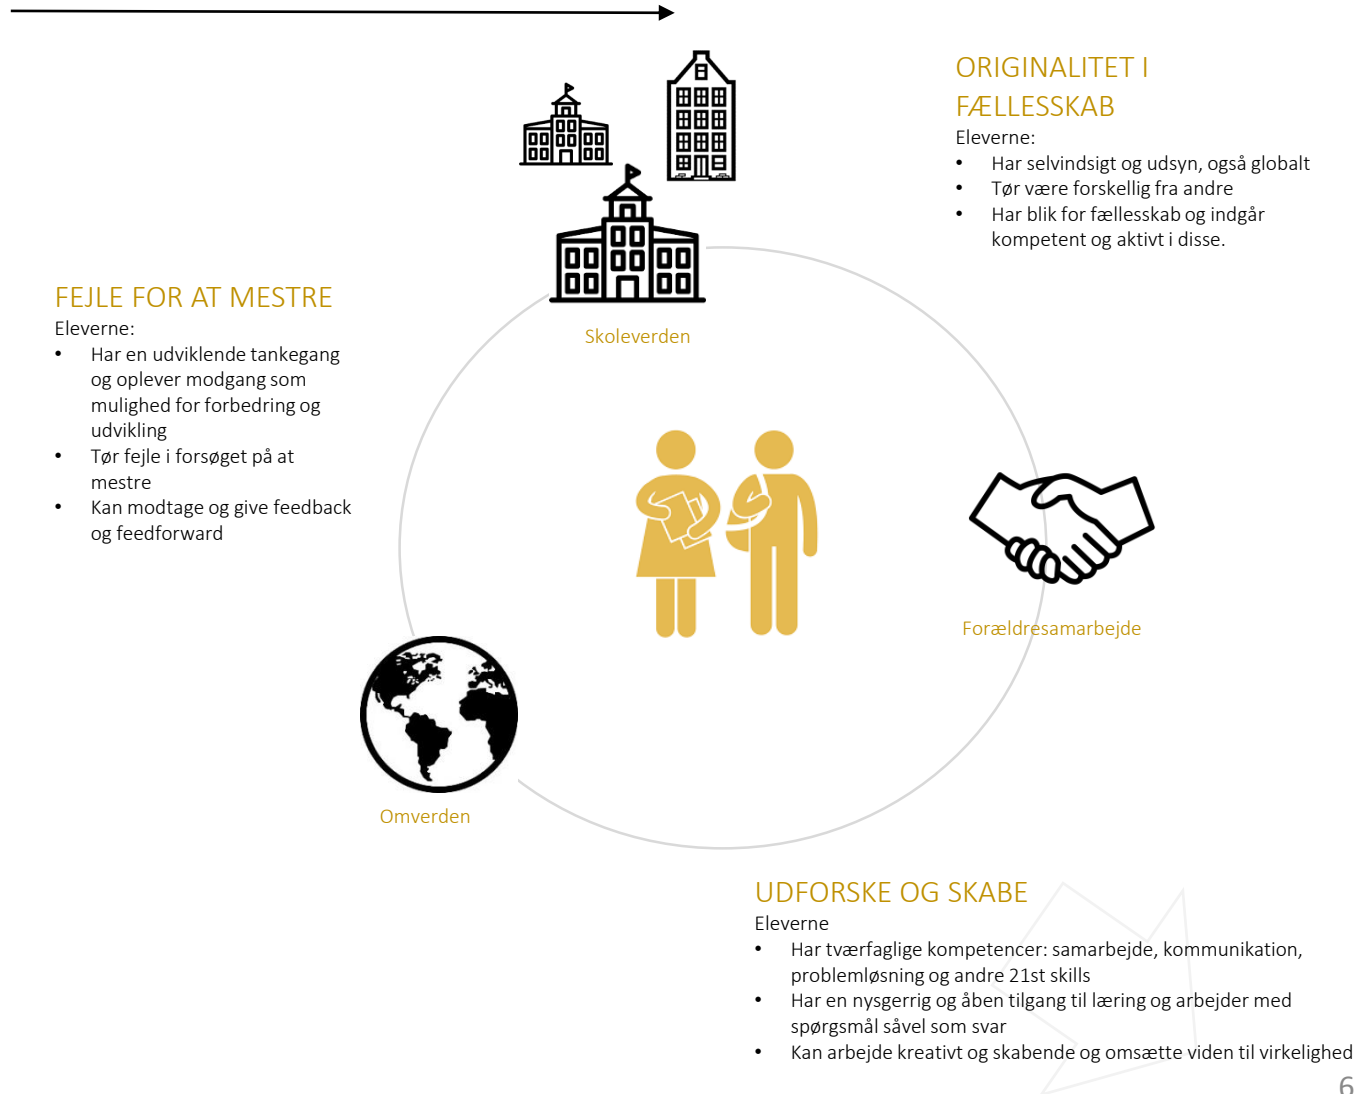 ORIGINALITET I
FÆLLESSKAB
Eleverne:
• Har selvindsigt og udsyn, også globalt
• Tør være forskellig fra andre
• Har blik for fællesskab og indgår
kompetent og aktivt i disse.
FEJLE FOR AT MESTRE
Eleverne:
• Har en udviklende tankegang
og oplever modgang som
mulighed for forbedring og
udvikling
• Tør fejle i forsøget på at
mestre
• Kan modtage og give feedback
og feedforward
Skoleverden
Forældresamarbejde
Omverden
UDFORSKE OG SKABE
Eleverne
• Har tværfaglige kompetencer: samarbejde, kommunikation,
problemløsning og andre 21st skills
• Har en nysgerrig og åben tilgang til læring og arbejder med
spørgsmål såvel som svar
• Kan arbejde kreativt og skabende og omsætte viden til virkelighed
6